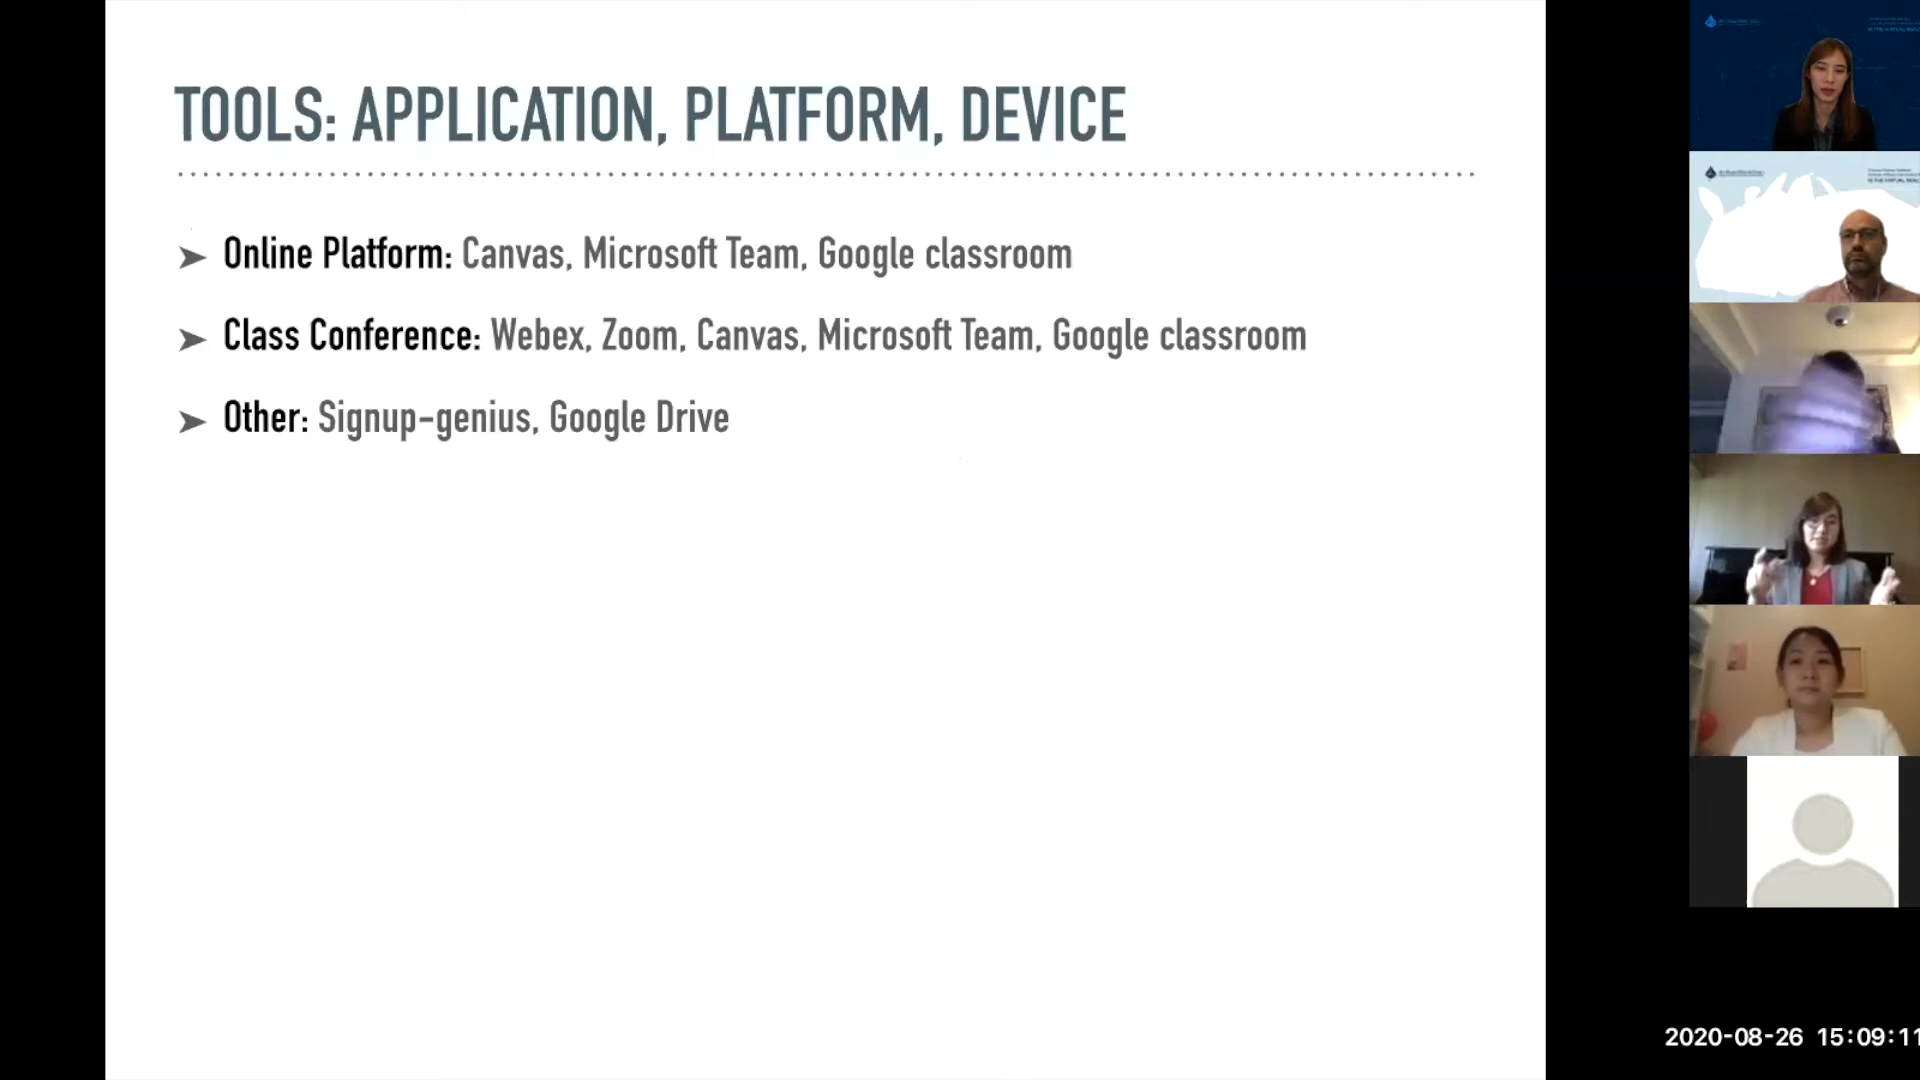 TOOLS: APPLICATION, PLATFORM, DEVICE
➤ Online Platform: Canvas, Microsoft Team, Google classroom
➤ Class Conference: Webex, Zoom, Canvas, Microsoft Team, Google classroom
➤ Other: Signup-genius, Google Drive
2020-08-26 15:09:11